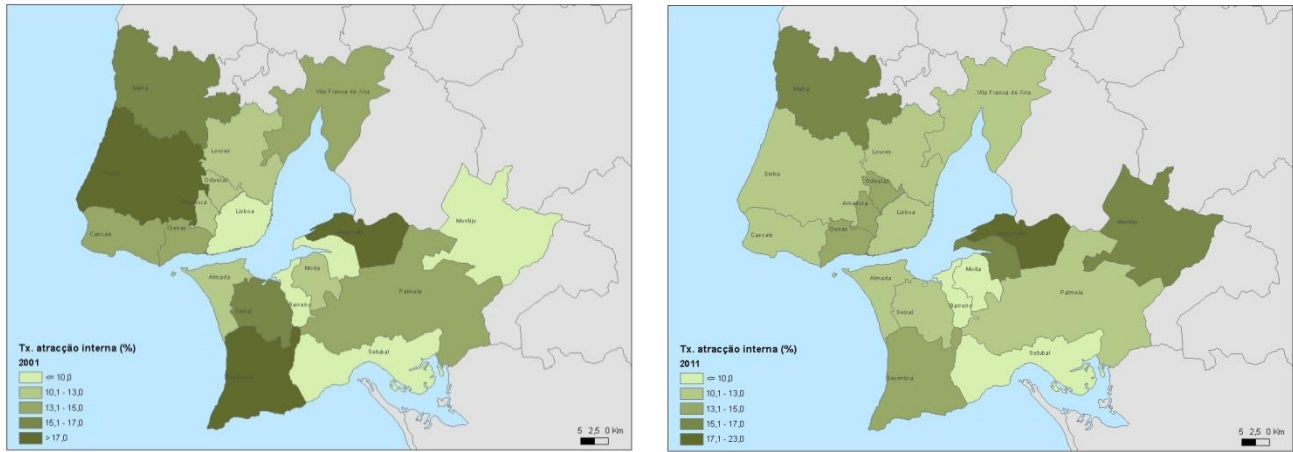 Mafra
Vila Franca de Xira
Sintra
Loures
Odivelas
Amadora
Lisboa
Cascais
Oeiras
Montijo
Almada
Moita
Barreiro
Palmela
Seixal
Setúbal
Sesimbra
Tx. atracção interna (%)
2001
<= 10,0
10,1 - 13,0
13,1 - 15,0
15,1 - 17,0
> 17,0
5 2,5 0 Km
Mafra
Vila Franca de Xira
Loures
Sintra
Odivelas
Amadora
Lisboa
Montijo
Cascais
Oeiras
Alcochete
Almada
Moita
Barreiro
Palmela
Seixal
Setúbal
Sesimbra
Tx. atracção interna (%)
2011
<= 10,0
10,1 - 13,0
13,1 - 15,0
15,1 - 17,0
17,1 - 23,0
5 2,5 0 Km